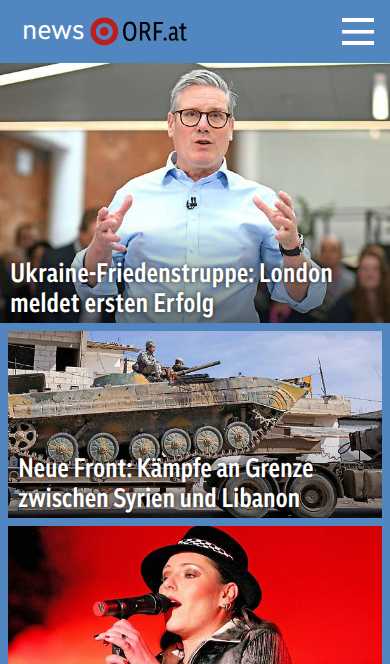 news ORF.at
Ukraine-Friedenstruppe: London
meldet ersten Erfolg
Neue Front: Kämpfe an Grenze
zwischen Syrien und Libanon